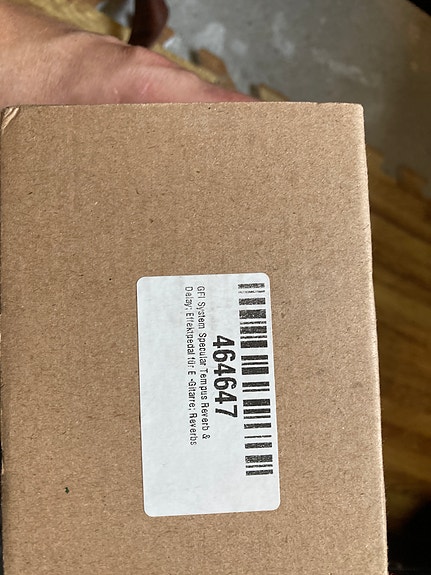 464647
GFI System Specular Tempus Reverb &
Delay; Effektpedal für E -Gitarre; Reverbs